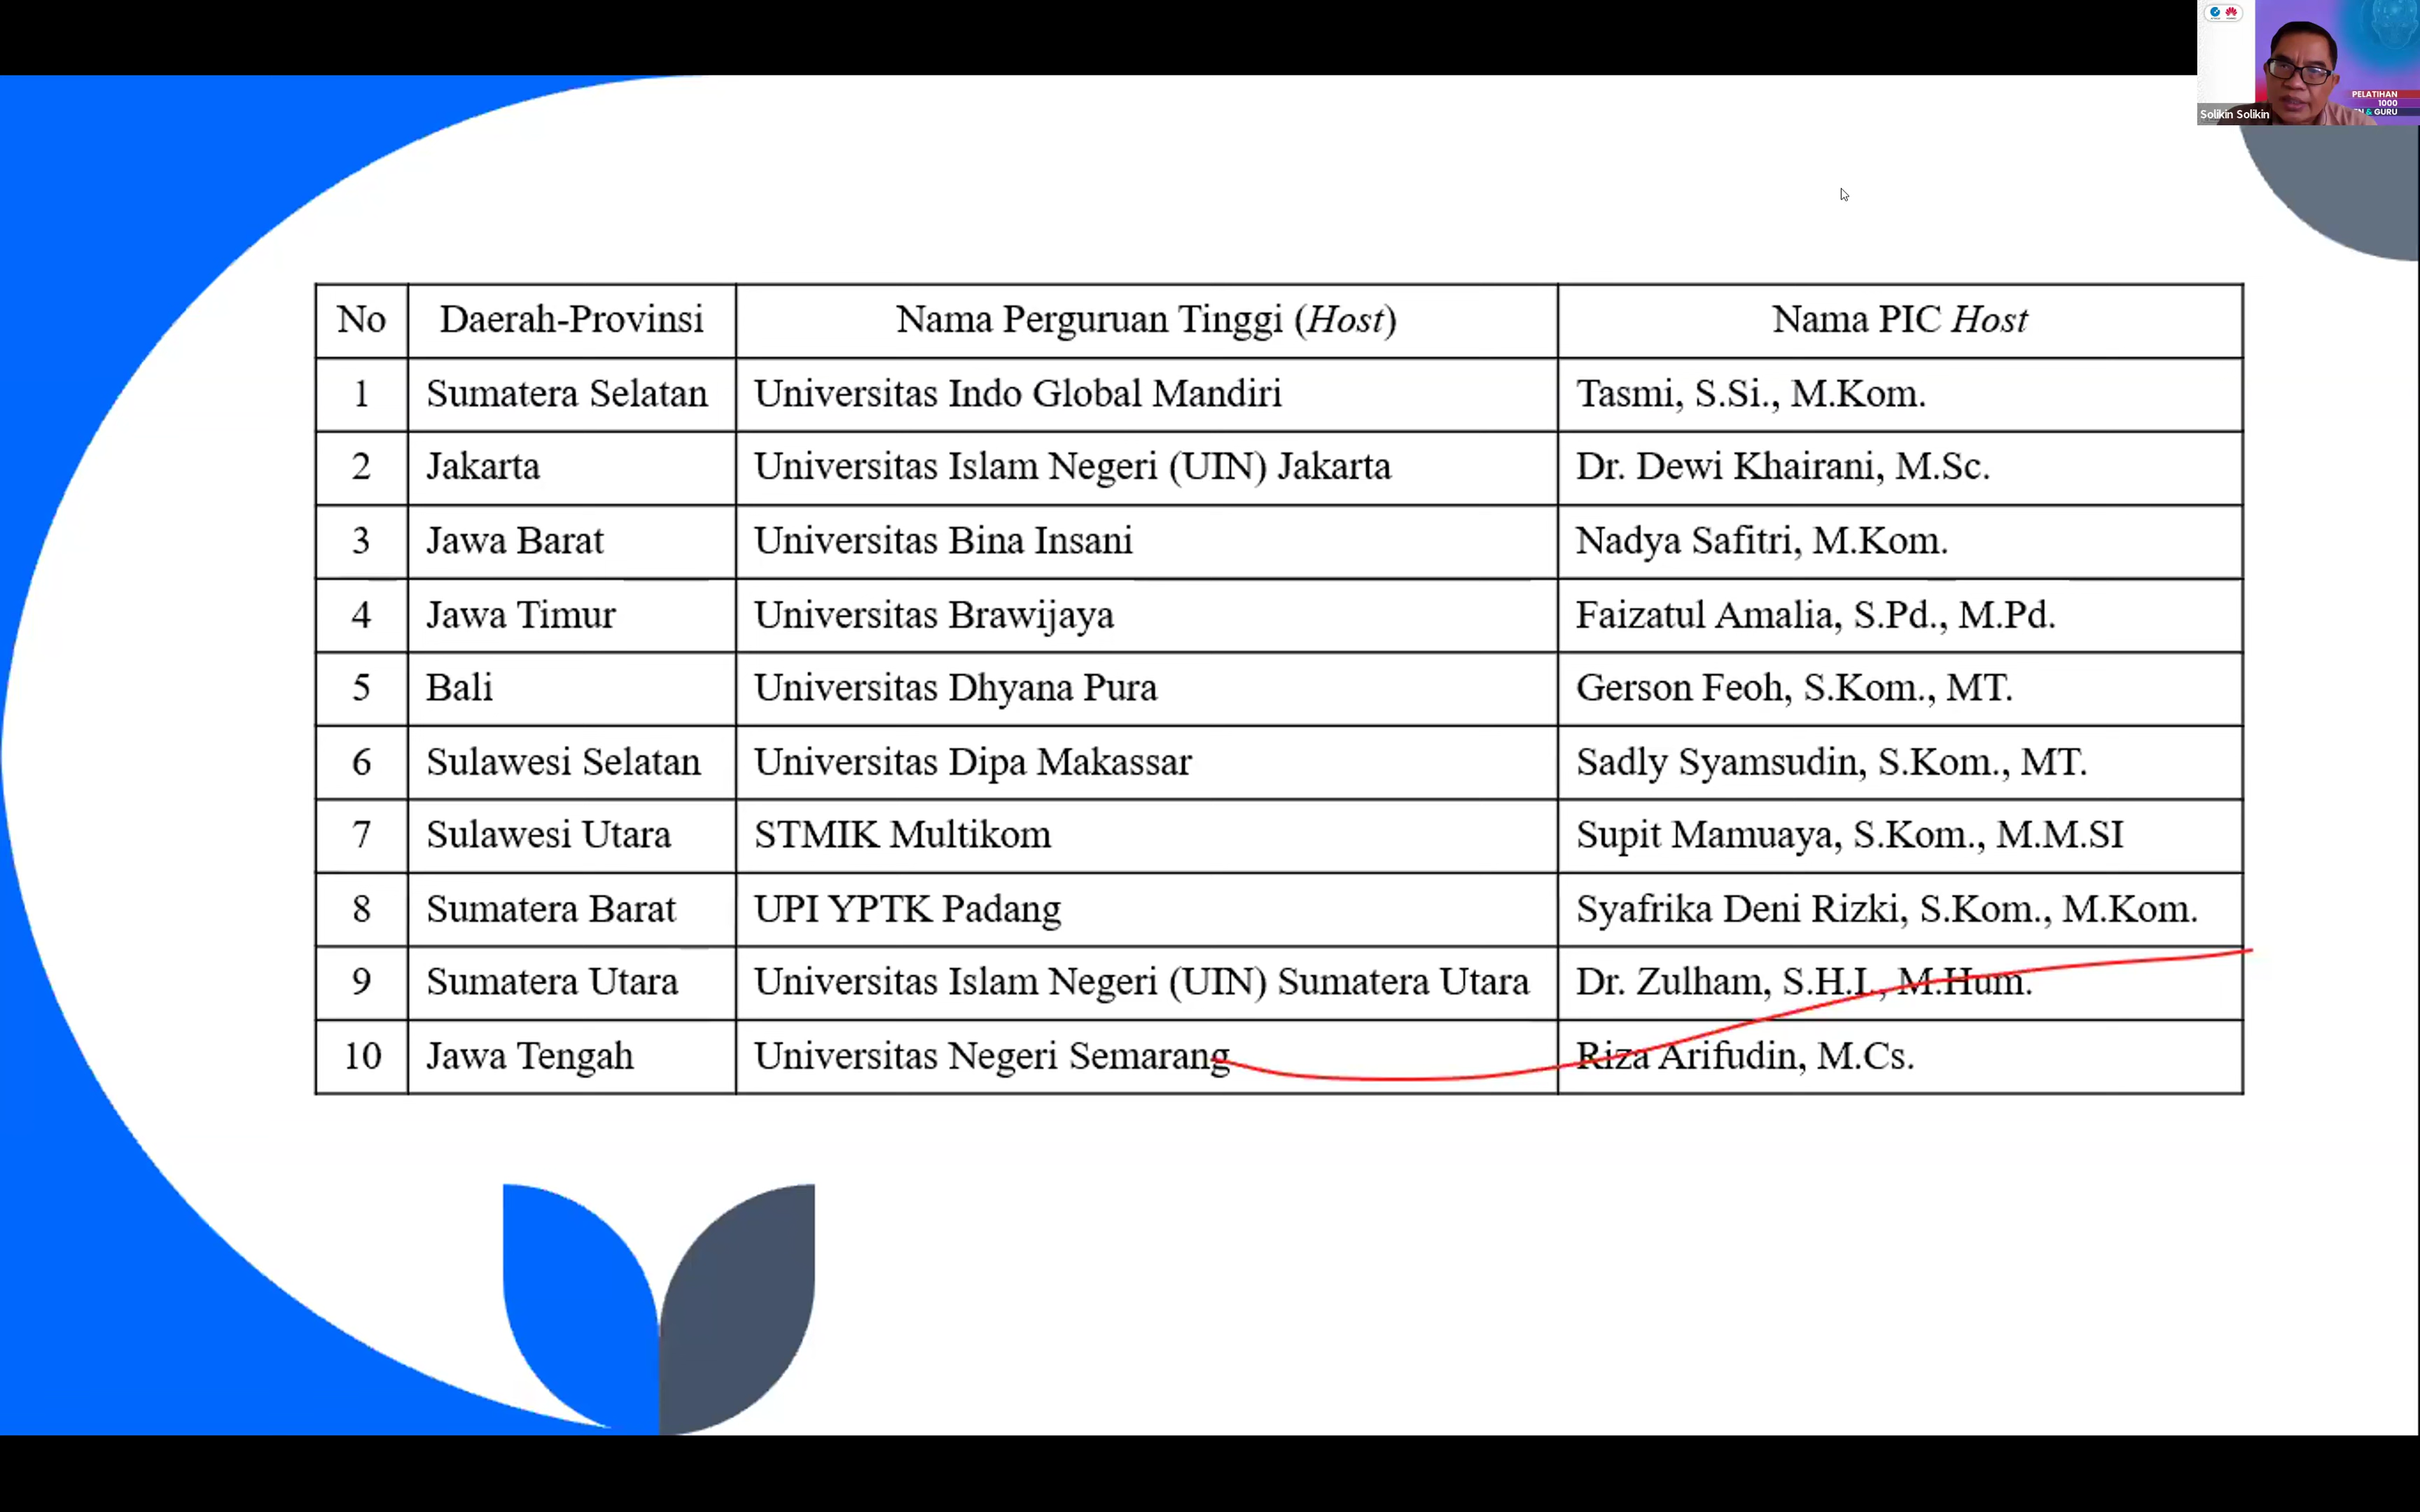 PELATIHAN
1000
& GURU
Solikin Solikin
No Daerah-Provinsi Nama Perguruan Tinggi (Host) Nama PIC Host
1 Sumatera Selatan Universitas Indo Global Mandiri Tasmi, S.Si., M.Kom.
2 Jakarta Universitas Islam Negeri (UIN) Jakarta Dr. Dewi Khairani, M.Sc.
3 Jawa Barat Universitas Bina Insani Nadya Safitri, M.Kom.
4 Jawa Timur Universitas Brawijaya Faizatul Amalia, S.Pd., M.Pd.
5 Bali Universitas Dhyana Pura Gerson Feoh, S.Kom., MT.
6 Sulawesi Selatan Universitas Dipa Makassar Sadly Syamsudin, S.Kom., MT.
7 Sulawesi Utara STMIK Multikom Supit Mamuaya, S.Kom., M.M.SI
8 Sumatera Barat UPI YPTK Padang Syafrika Deni Rizki, S.Kom., M.Kom.
9 Sumatera Utara Universitas Islam Negeri (UIN) Sumatera Utara Dr. Zulham, S.H.I., M.Hum.
10 Jawa Tengah Universitas Negeri Semarang Riza Arifudin, M.Cs.